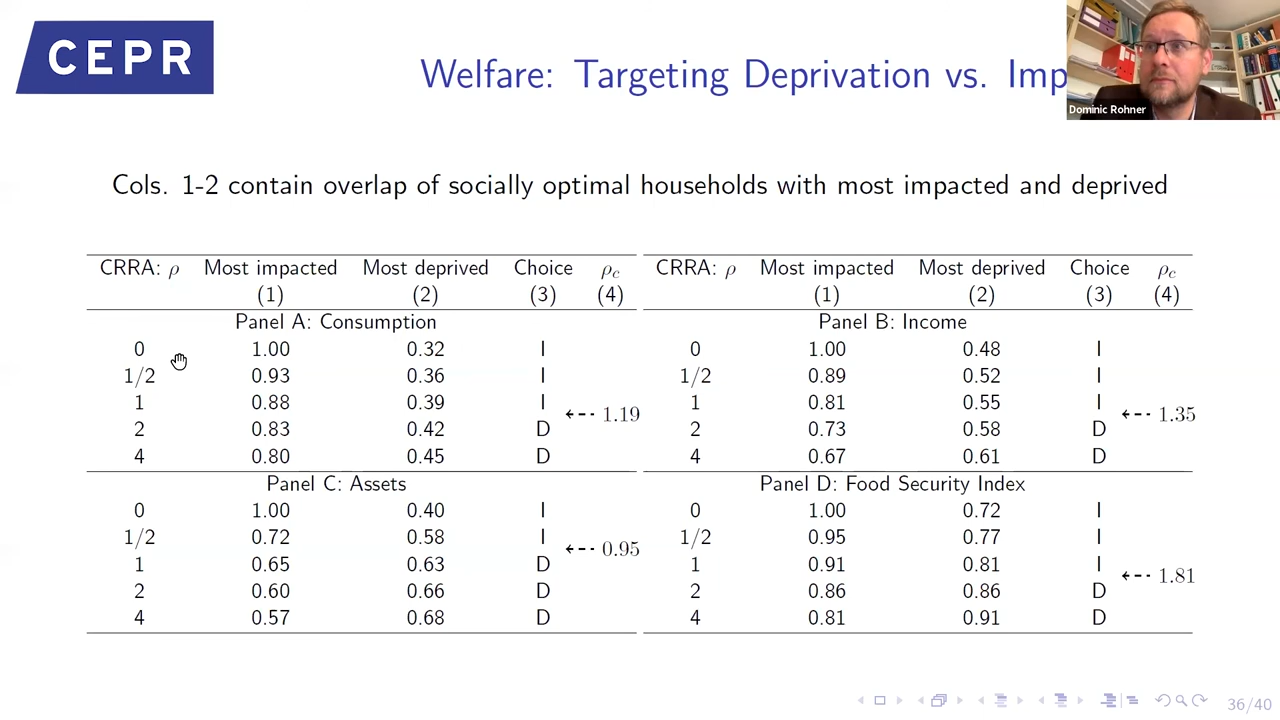 CEPR
Welfare: Targeting Deprivation vs. Imp
Dominic Rohner
Cols. 1-2 contain overlap of socially optimal households with most impacted and deprived
CRRA: ρ Most impacted Most deprived Choice ρc
(1) (2) (3) (4)
Panel A: Consumption
0 1.00 0.32 I
1/2 0.93 0.36 I
1 0.88 0.39 I
⇠-- 1.19
2 0.83 0.42 D
4 0.80 0.45 D
CRRA: ρ Most impacted Most deprived Choice ρc
(1) (2) (3) (4)
Panel B: Income
0 1.00 0.48 I
1/2 0.89 0.52 I
1 0.81 0.55 I
⇠-- 1.35
2 0.73 0.58 D
4 0.67 0.61 D
Panel C: Assets
0 1.00 0.40 I
1/2 0.72 0.58 I
⇠-- 0.95
1 0.65 0.63 D
2 0.60 0.66 D
4 0.57 0.68 D
Panel D: Food Security Index
0 1.00 0.72 I
1/2 0.95 0.77 I
1 0.91 0.81 I
⇠-- 1.81
2 0.86 0.86 D
4 0.81 0.91 D
36/40